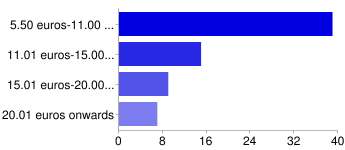 5.50 euros-11.00 ...
11.01 euros-15.00...
15.01 euros-20.00...
20.01 euros onwards
0 8 16 24 32 40